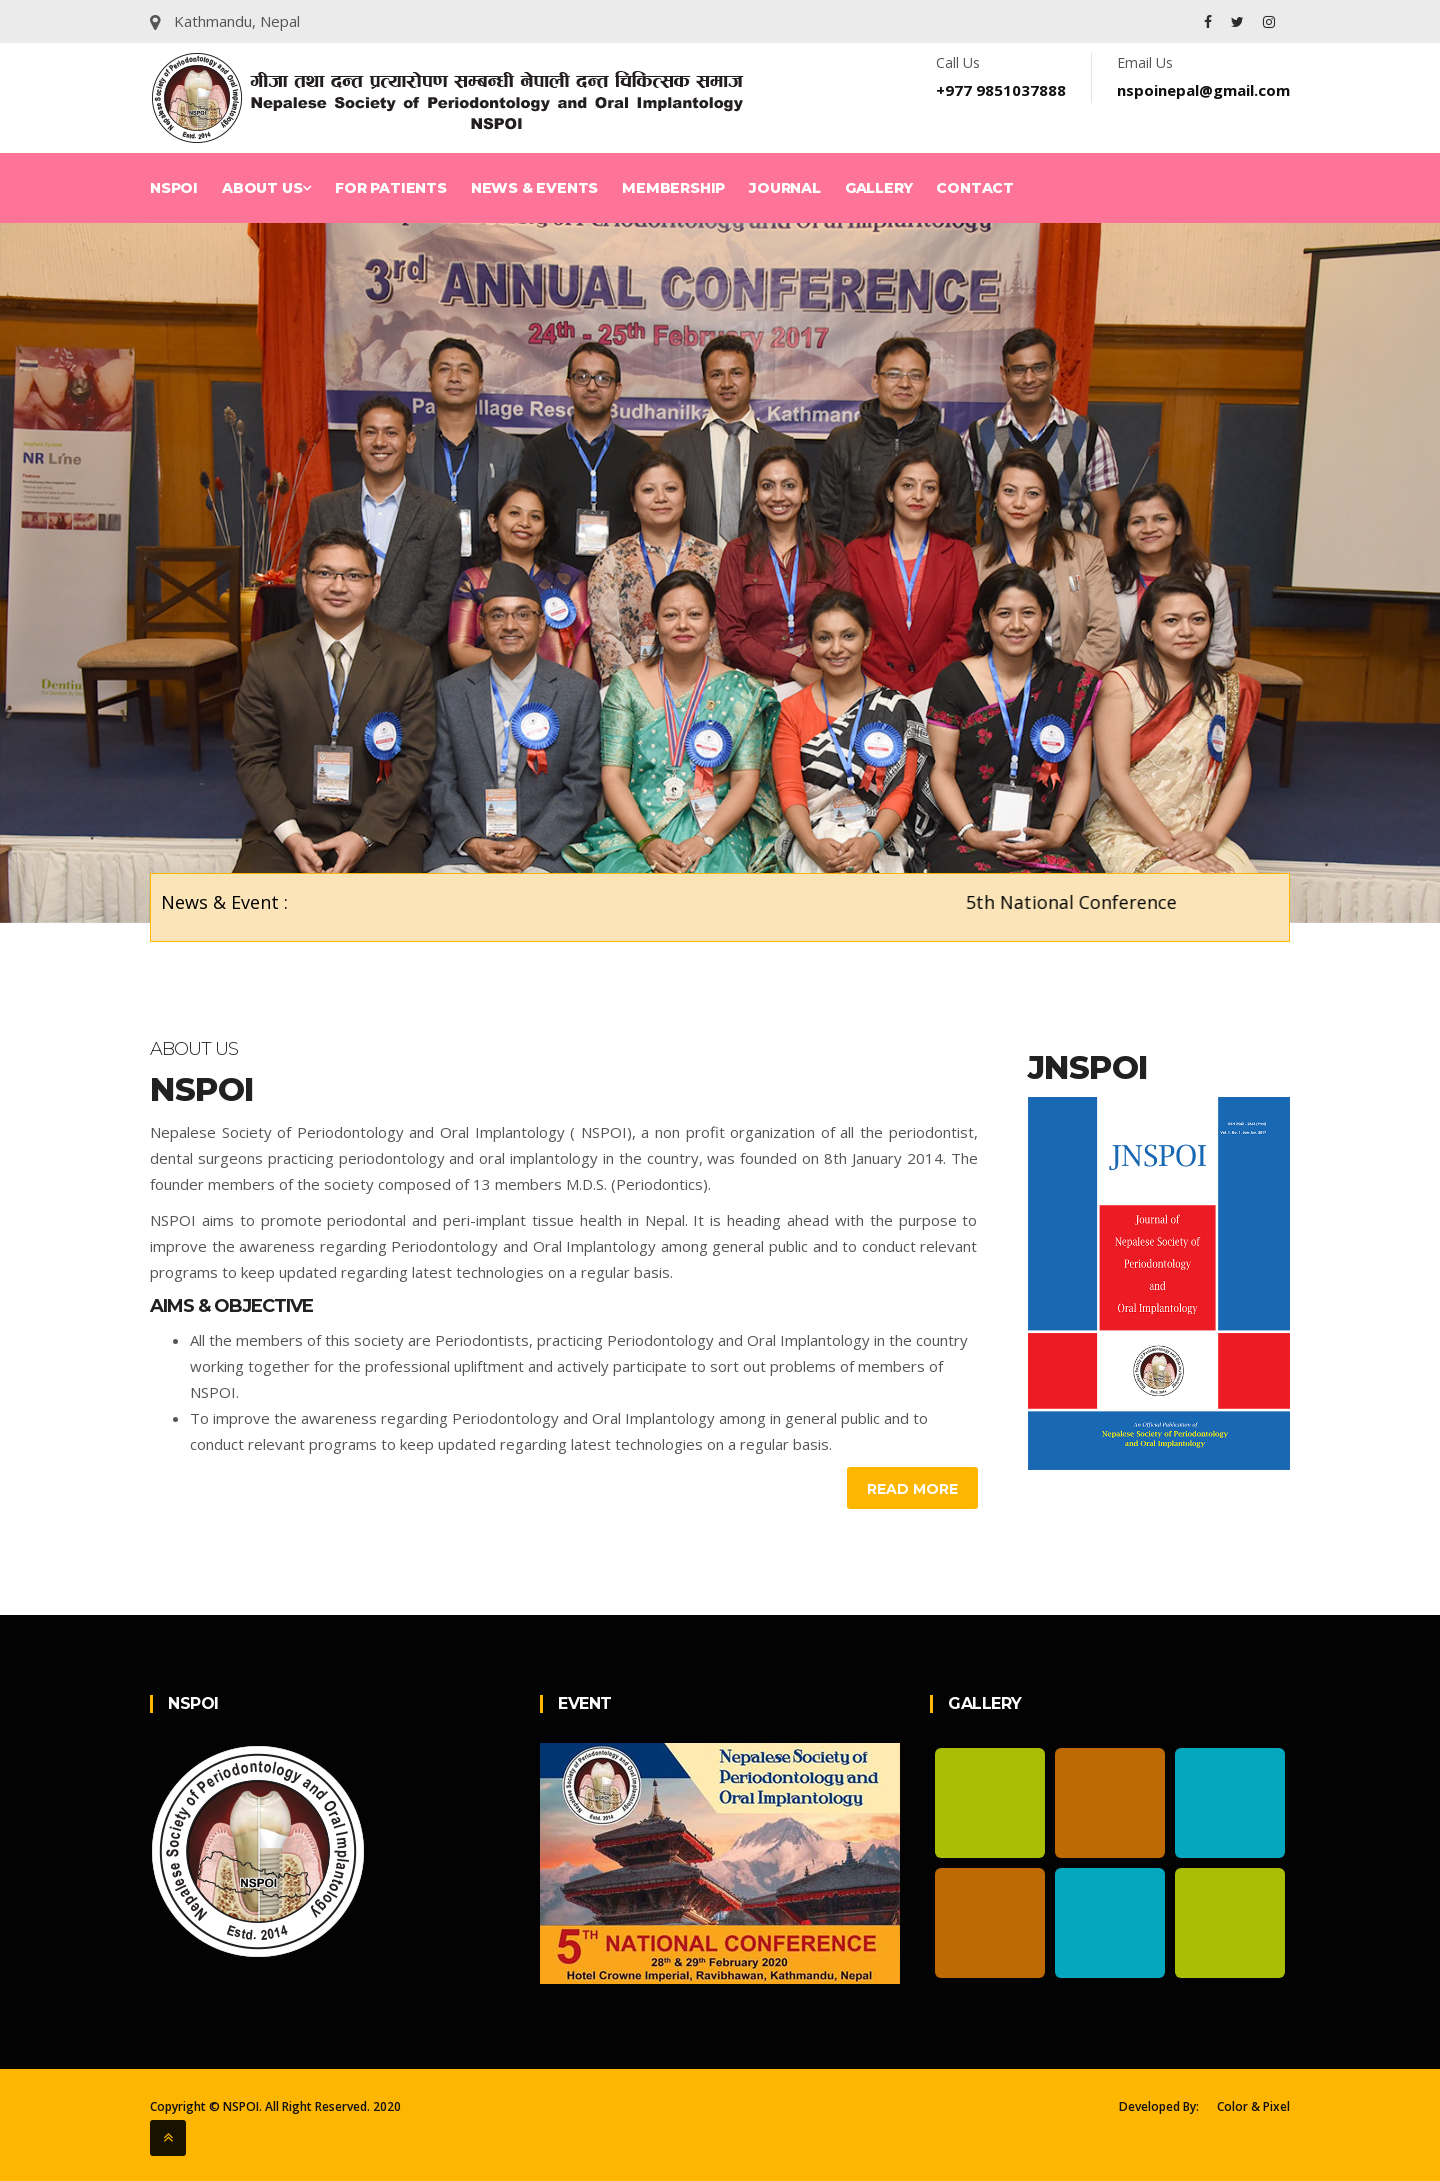 Kathmandu, Nepal
गीजा तथा दन्त प्रत्यारोपण सम्बन्धी नेपाली दन्त चिकित्सक समाज
Nepalese Society of Periodontology and Oral Implantology
NSPOI
Call Us
+977 9851037888
Email Us
nspoinepal@gmail.com
NSPOI ABOUT US FOR PATIENTS NEWS & EVENTS MEMBERSHIP JOURNAL GALLERY CONTACT
of Periodontology and Oral Implantology
3rd ANNUAL CONFERENCE
24th - 25th February 2017
NR Line
News & Event :
5th National Conference
ABOUT US
NSPOI
Nepalese Society of Periodontology and Oral Implantology ( NSPOI), a non profit organization of all the periodontist,
dental surgeons practicing periodontology and oral implantology in the country, was founded on 8th January 2014. The
founder members of the society composed of 13 members M.D.S. (Periodontics).
NSPOI aims to promote periodontal and peri-implant tissue health in Nepal. It is heading ahead with the purpose to
improve the awareness regarding Periodontology and Oral Implantology among general public and to conduct relevant
programs to keep updated regarding latest technologies on a regular basis.
AIMS & OBJECTIVE
All the members of this society are Periodontists, practicing Periodontology and Oral Implantology in the country
working together for the professional upliftment and actively participate to sort out problems of members of
NSPOI.
To improve the awareness regarding Periodontology and Oral Implantology among in general public and to
conduct relevant programs to keep updated regarding latest technologies on a regular basis.
READ MORE
JNSPOI
JNSPOI
Journal of
Nepalese Society of
Periodontology
and
Oral Implantology
An Official Publication of
Nepalese Society of Periodontology
and Oral Implantology
NSPOI
Nepalese Society of Periodontology and Oral Implantology
NSPOI
Estd. 2014
EVENT
Nepalese Society of
Periodontology and
Oral Implantology
5TH NATIONAL CONFERENCE
28th & 29th February 2020
Hotel Crowne Imperial, Ravibhawan, Kathmandu, Nepal
GALLERY
Copyright © NSPOI. All Right Reserved. 2020
Developed By: Color & Pixel